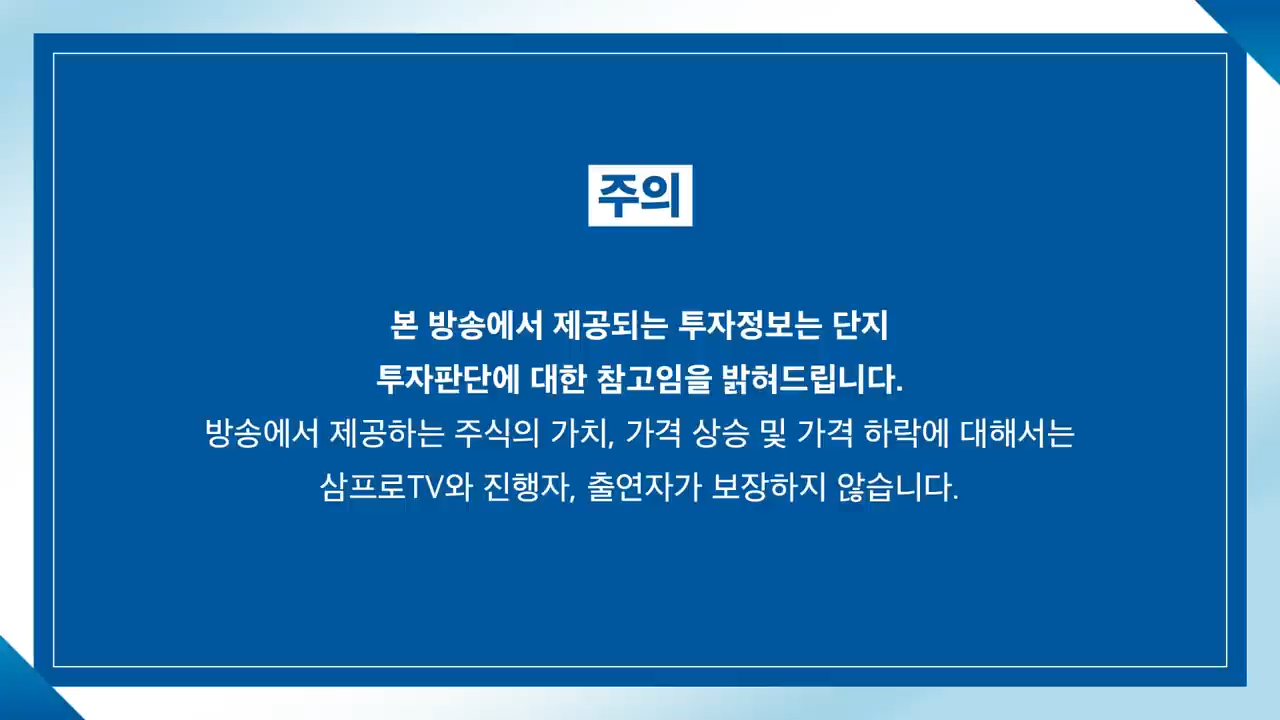 주의
본 방송에서 제공되는 투자정보는 단지
투자판단에 대한 참고임을 밝혀드립니다.
방송에서 제공하는 주식의 가치, 가격 상승 및 가격 하락에 대해서는
삼프로TV와 진행자, 출연자가 보장하지 않습니다.